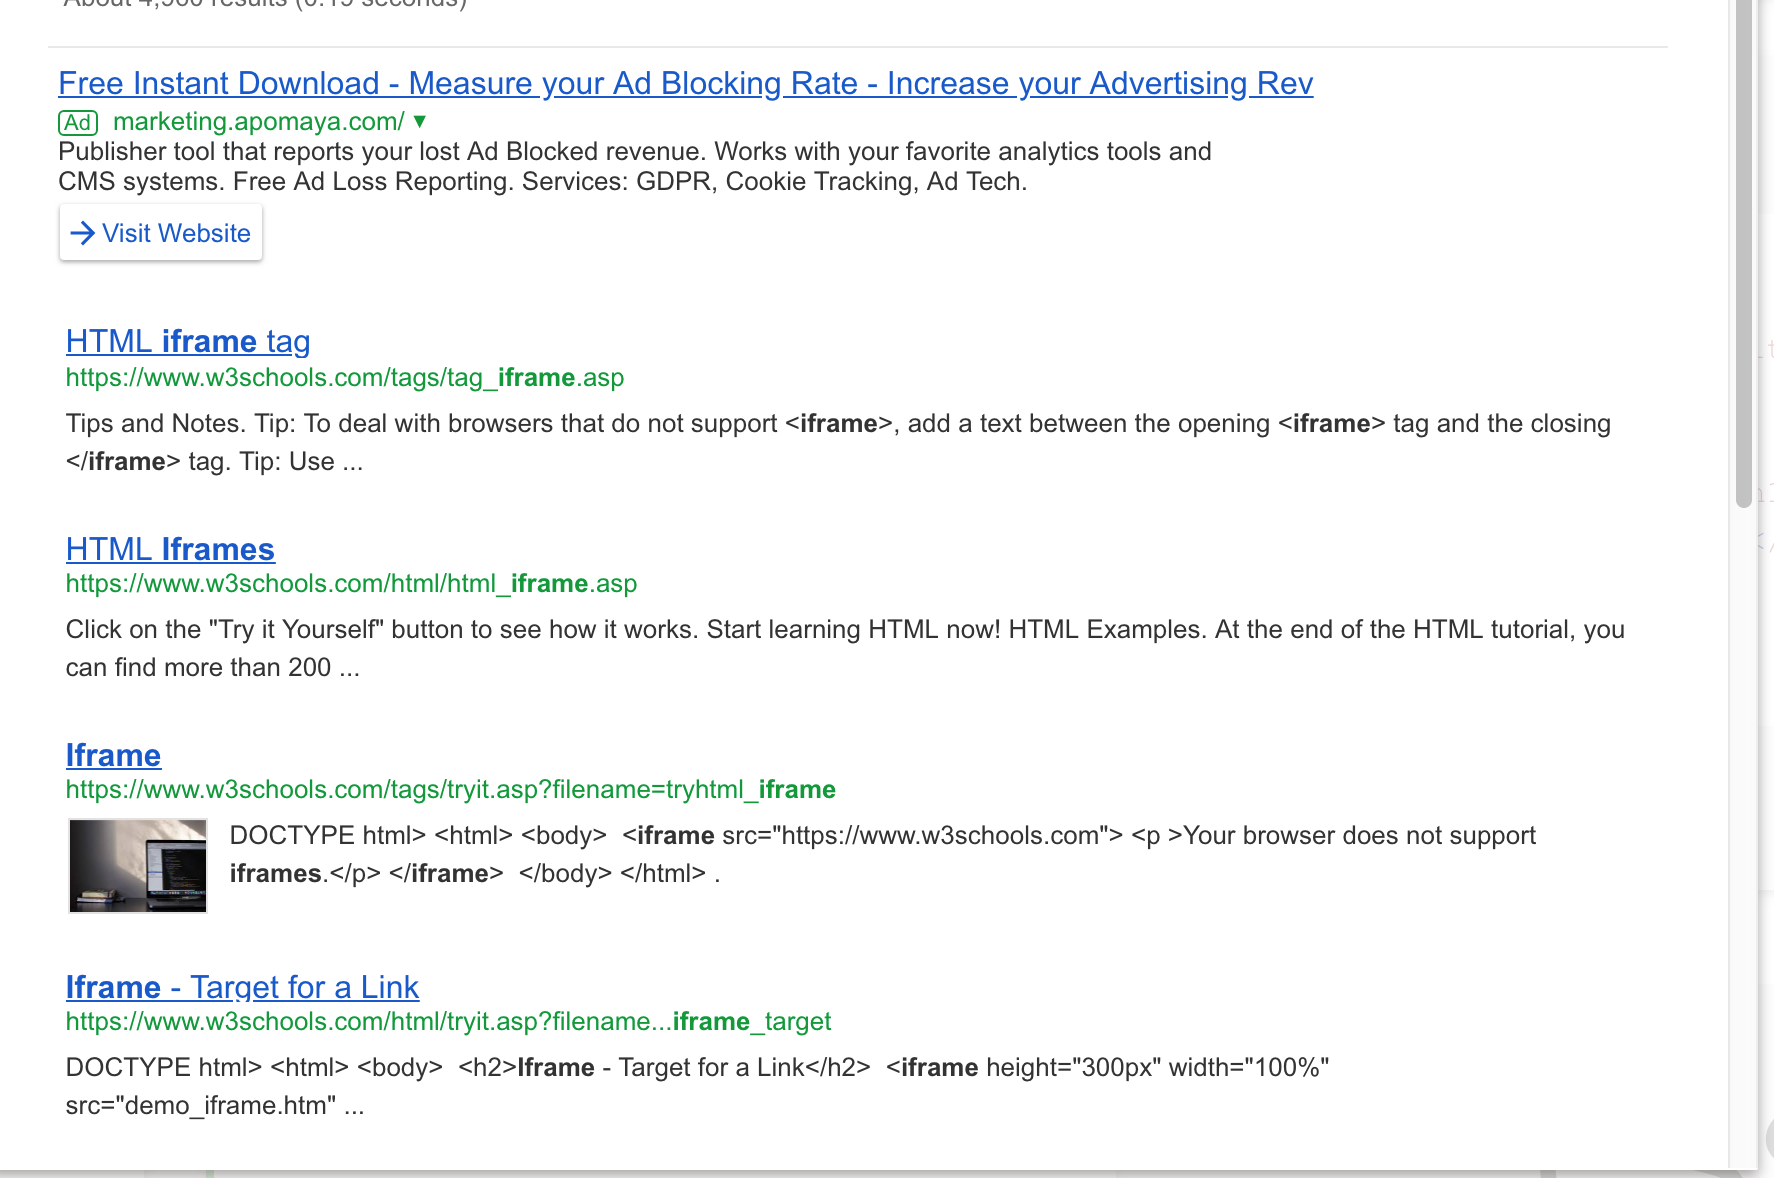 Free Instant Download - Measure your Ad Blocking Rate - Increase your Advertising Rev
Ad marketing.apomaya.com/ ▼
Publisher tool that reports your lost Ad Blocked revenue. Works with your favorite analytics tools and
CMS systems. Free Ad Loss Reporting. Services: GDPR, Cookie Tracking, Ad Tech.
→ Visit Website
HTML iframe tag
https://www.w3schools.com/tags/tag_iframe.asp
Tips and Notes. Tip: To deal with browsers that do not support <iframe>, add a text between the opening <iframe> tag and the closing
</iframe> tag. Tip: Use ...
HTML Iframes
https://www.w3schools.com/html/html_iframe.asp
Click on the "Try it Yourself" button to see how it works. Start learning HTML now! HTML Examples. At the end of the HTML tutorial, you
can find more than 200 ...
Iframe
https://www.w3schools.com/tags/tryit.asp?filename=tryhtml_iframe
DOCTYPE html> <html> <body>  <iframe src="https://www.w3schools.com"> <p >Your browser does not support
iframes.</p> </iframe>  </body> </html> .
Iframe - Target for a Link
https://www.w3schools.com/html/tryit.asp?filename...iframe_target
DOCTYPE html> <html> <body>  <h2>Iframe - Target for a Link</h2>  <iframe height="300px" width="100%"
src="demo_iframe.htm" ...